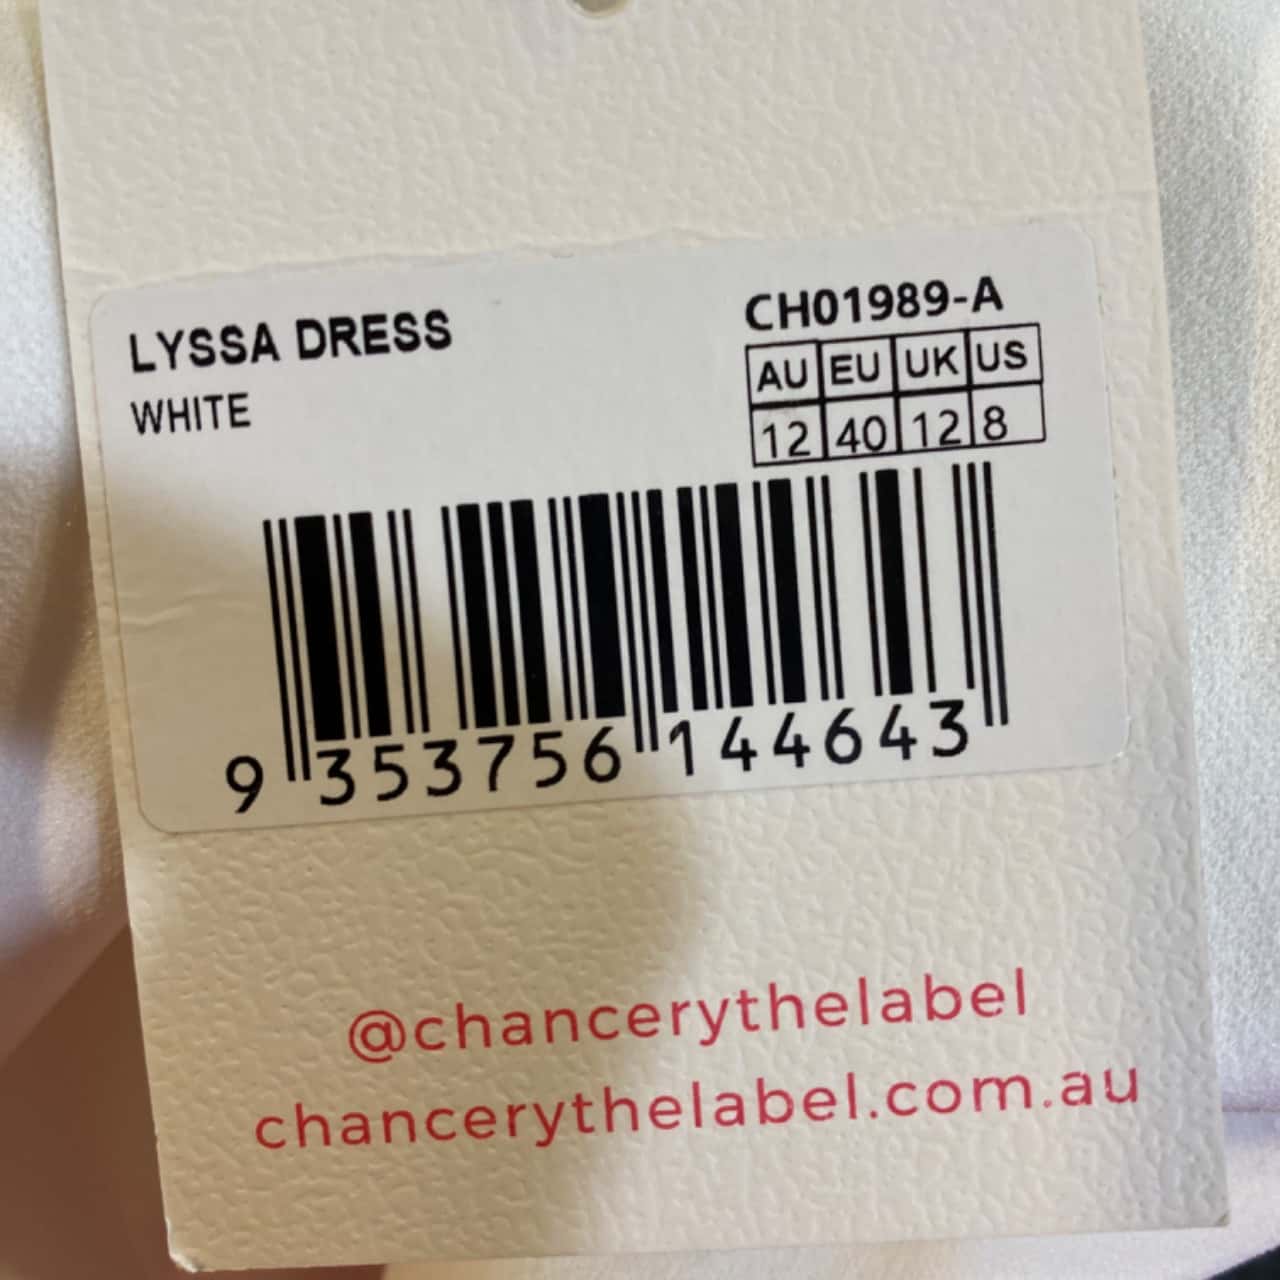 LYSSA DRESS
WHITE
CH01989-A
AU EU UK US
12 40 12 8
9 353756 144643
@chancerythelabel
chancerythelabel.com.au